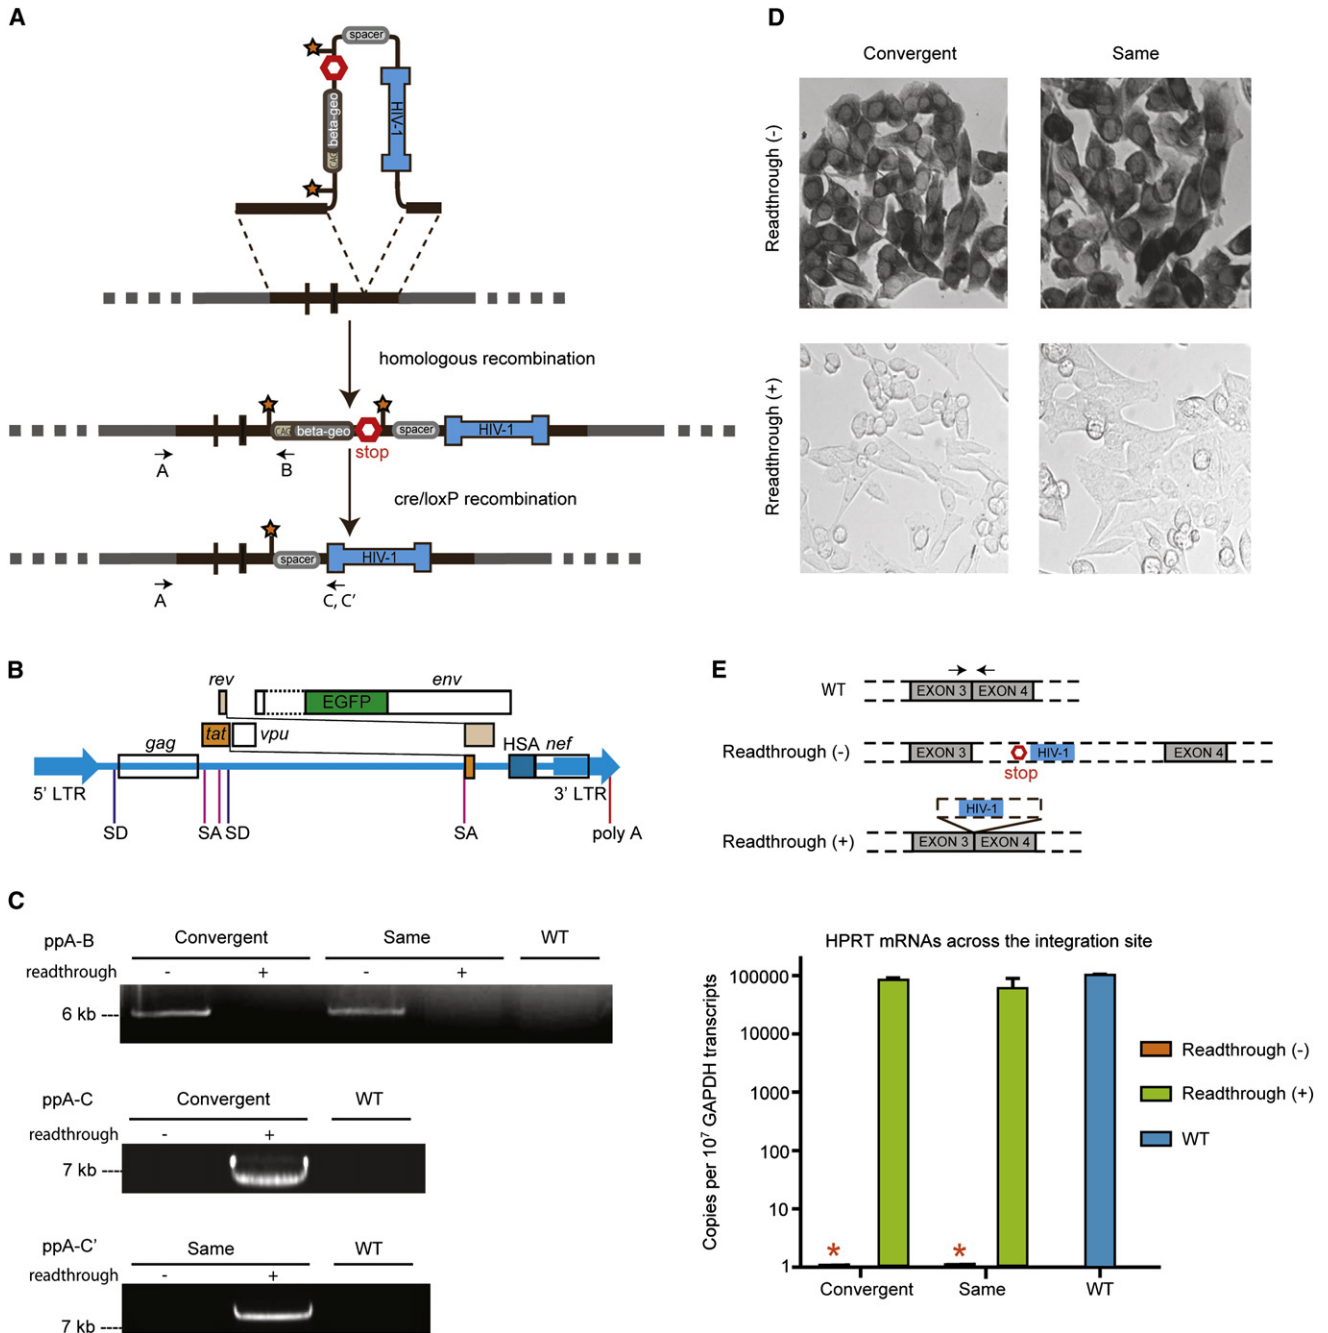 A
spacer
beta-geo
CAG
HIV-1
homologous recombination
CAG beta-geo spacer HIV-1
stop
A B
cre/loxP recombination
spacer HIV-1
A C, C'
B
rev env
EGFP
gag tat vpu HSA nef
5' LTR 3' LTR
SD SA SD SA poly A
C
ppA-B Convergent Same WT
readthrough - + - +
6 kb
ppA-C Convergent WT
readthrough - +
7 kb
ppA-C' Same WT
readthrough - +
7 kb
D
Convergent Same
Readthrough (-)
Rreadthrough (+)
E
WT EXON 3 EXON 4
Readthrough (-) EXON 3 HIV-1 EXON 4
stop
HIV-1
Readthrough (+) EXON 3 EXON 4
HPRT mRNAs across the integration site
Copies per 10⁷ GAPDH transcripts
100000
10000
1000
100
10
1
* *
Convergent Same WT
Readthrough (-)
Readthrough (+)
WT